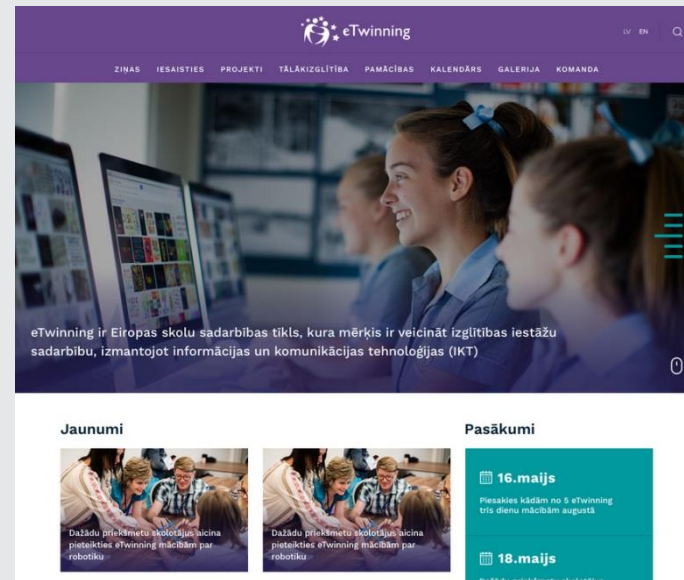 eTwinning
LV EN
ZIŅAS IESAISTIES PROJEKTI TĀLĀKIZGLĪTĪBA PAMĀCĪBAS KALENDĀRS GALERIJA KOMANDA
eTwinning ir Eiropas skolu sadarbības tīkls, kura mērķis ir veicināt izglītības iestāžu
sadarbību, izmantojot informācijas un komunikācijas tehnoloģijas (IKT)
Jaunumi
Dažādu priekšmetu skolotājus aicina
pieteikties eTwinning mācībām par
robotiku
Dažādu priekšmetu skolotājus aicina
pieteikties eTwinning mācībām par
robotiku
Pasākumi
16.maijs
Piesakies kādām no 5 eTwinning
trīs dienu mācībām augustā
18.maijs